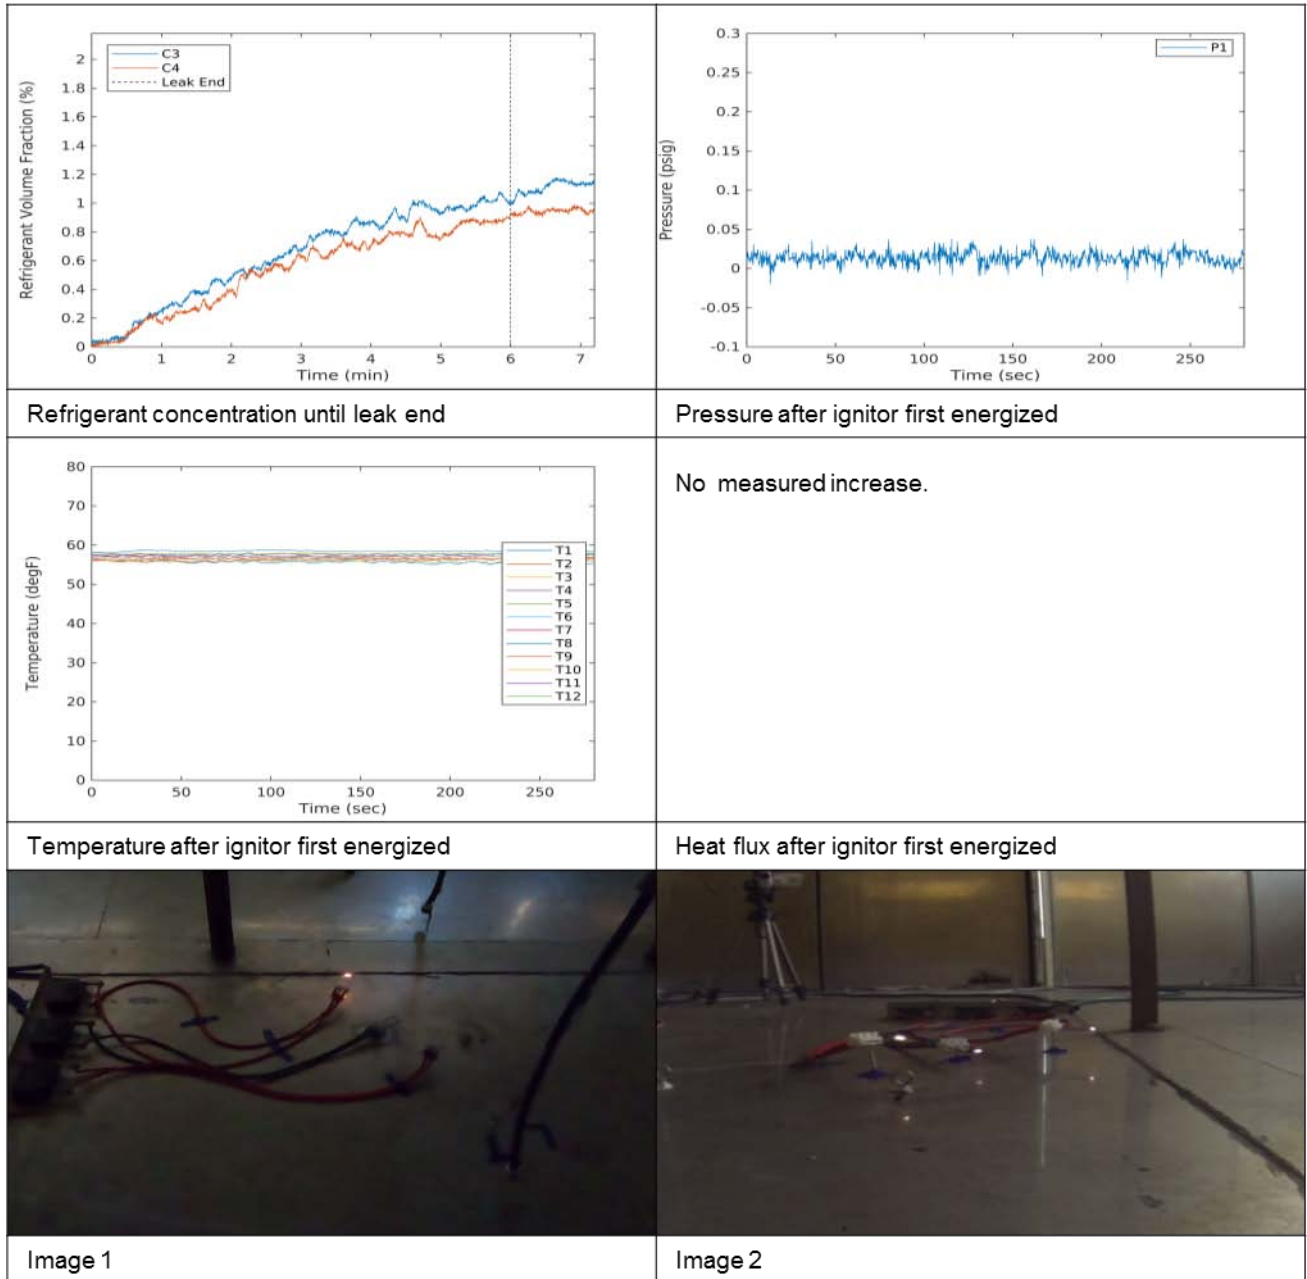 C3
C4
Leak End
2
1.8
1.6
1.4
1.2
1
0.8
0.6
0.4
0.2
0
0 1 2 3 4 5 6 7
Time (min)
Refrigerant Volume Fraction (%)
P1
0.3
0.25
0.2
0.15
0.1
0.05
0
-0.05
-0.1
0 50 100 150 200 250
Time (sec)
Pressure (psig)
Refrigerant concentration until leak end
Pressure after ignitor first energized
80
70
60
50
40
30
20
10
0
0 50 100 150 200 250
Time (sec)
Temperature (degF)
T1
T2
T3
T4
T5
T6
T7
T8
T9
T10
T11
T12
No measured increase.
Temperature after ignitor first energized
Heat flux after ignitor first energized
Image 1
Image 2